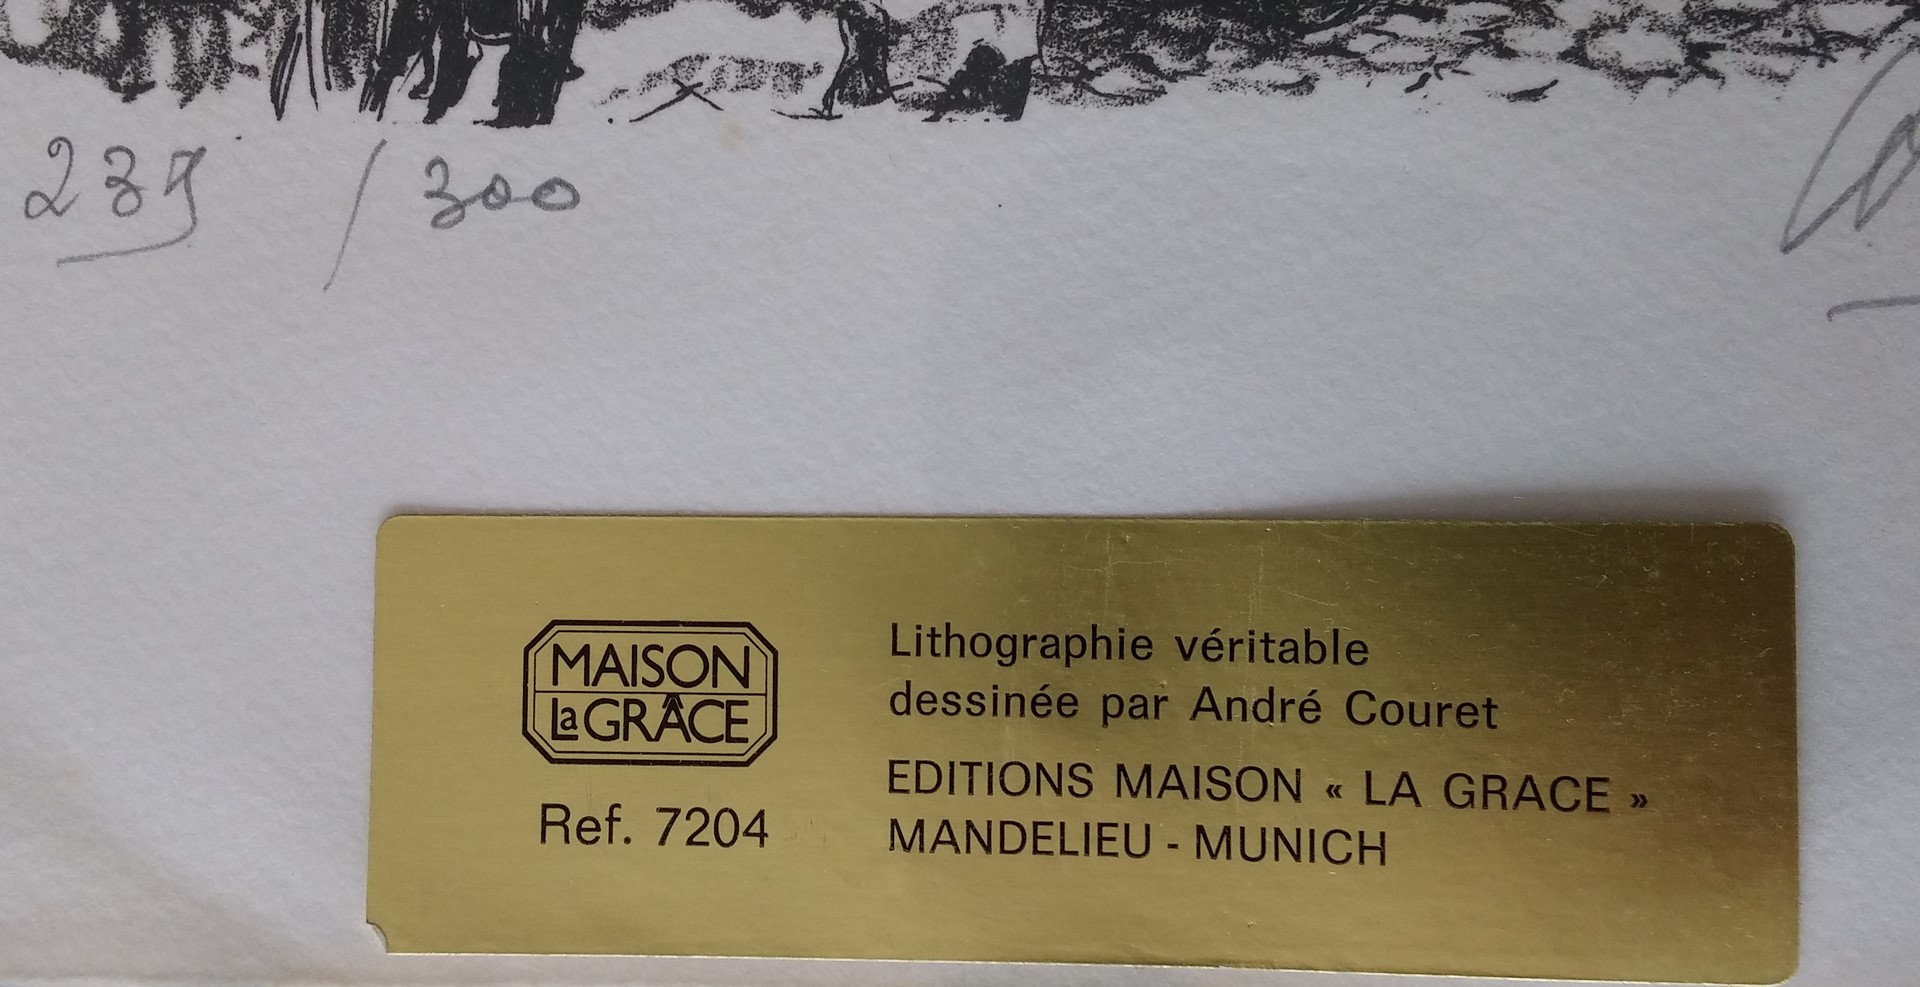 239 / 300
MAISON
La GRÂCE
Ref. 7204
Lithographie véritable
dessinée par André Couret
EDITIONS MAISON « LA GRACE »
MANDELIEU - MUNICH